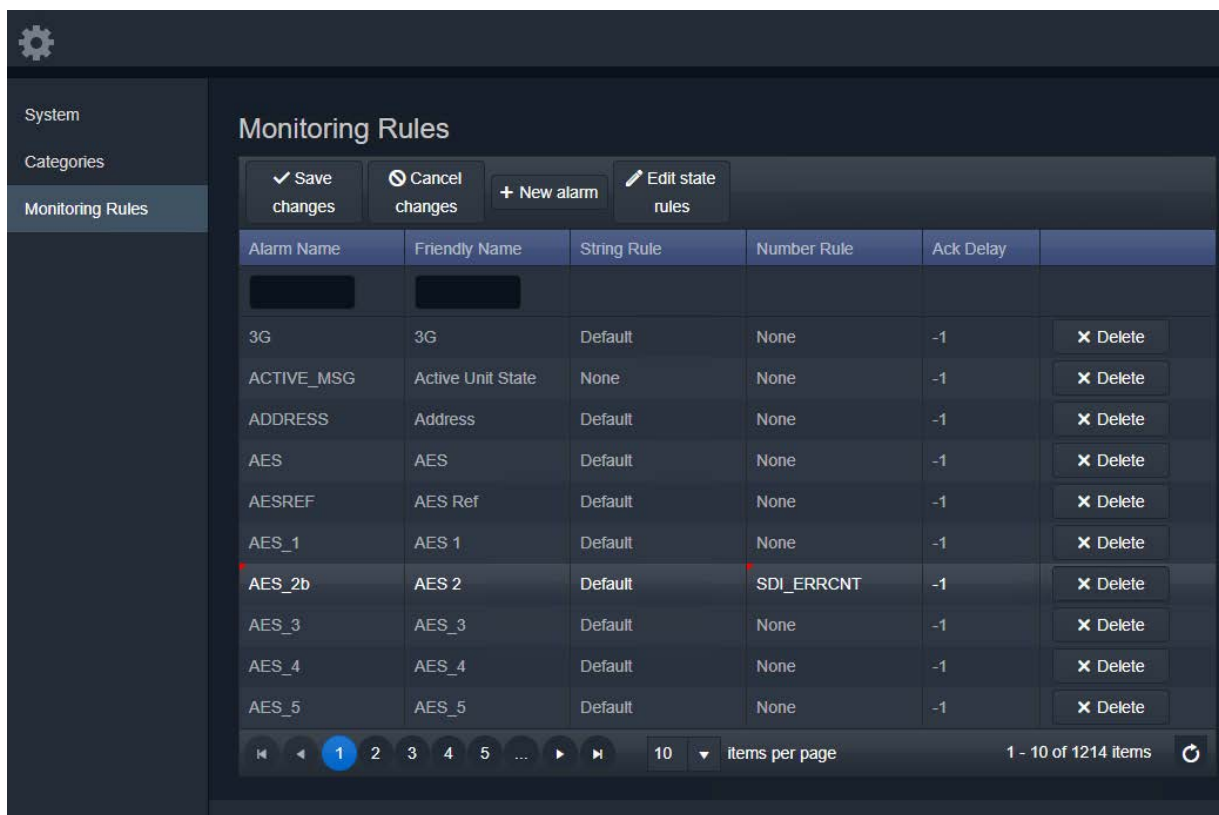 System
Categories
Monitoring Rules
Monitoring Rules
Save changes
Cancel changes
New alarm
Edit state rules
Alarm Name Friendly Name String Rule Number Rule Ack Delay
3G 3G Default None -1 Delete
ACTIVE_MSG Active Unit State None None -1 Delete
ADDRESS Address Default None -1 Delete
AES AES Default None -1 Delete
AESREF AES Ref Default None -1 Delete
AES_1 AES 1 Default None -1 Delete
AES_2b AES 2 Default SDI_ERRCNT -1 Delete
AES_3 AES_3 Default None -1 Delete
AES_4 AES_4 Default None -1 Delete
AES_5 AES_5 Default None -1 Delete
1 2 3 4 5 ... 10 items per page 1 - 10 of 1214 items